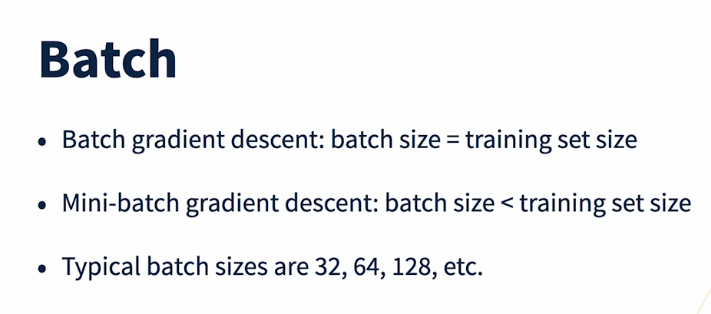 Batch
• Batch gradient descent: batch size = training set size
• Mini-batch gradient descent: batch size < training set size
• Typical batch sizes are 32, 64, 128, etc.